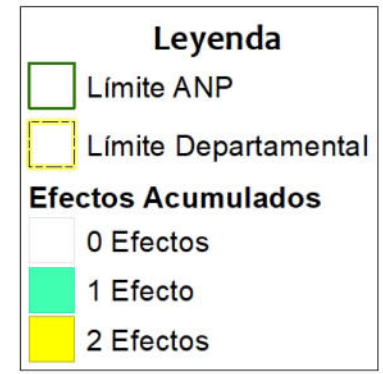 Leyenda
Límite ANP
Límite Departamental
Efectos Acumulados
0 Efectos
1 Efecto
2 Efectos